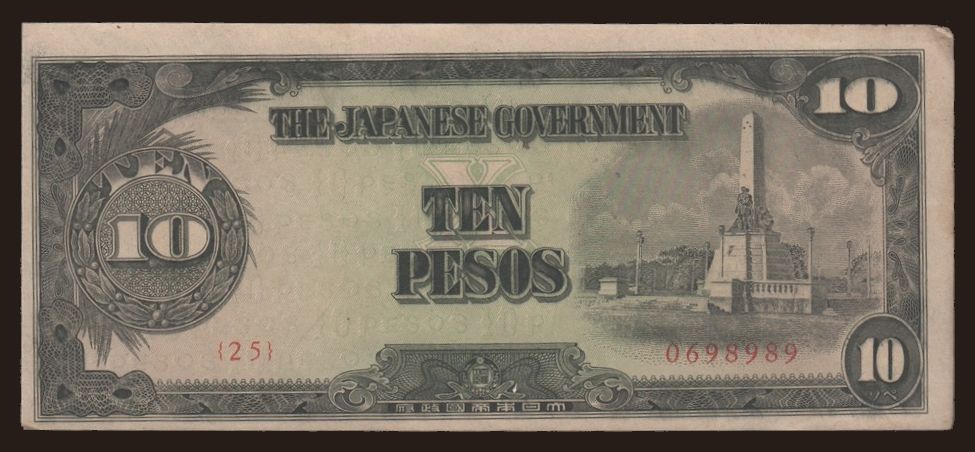 10
THE JAPANESE GOVERNMENT
TEN
10
X
TEN
PESOS
{25}
0698989
10
府政國帝本日大